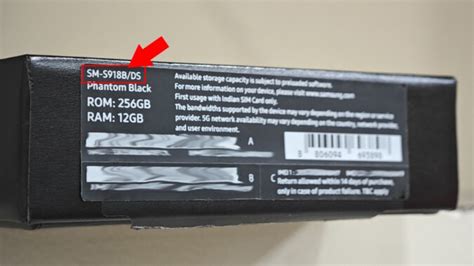 SM-S918B/DS
Phantom Black
ROM: 256GB
RAM: 12GB
Available storage capacity is subject to preloaded software.
For more information on your device, please visit www.samsung.com
First usage with Indian SIM Card only.
The bandwidths supported by the device may vary depending on the region or service
provider. 5G network availability may vary depending on the country, network provider
and user environment.
A
8 806094 695898
B
C
IMD1:
Return allowed within 14 days of purchase,
only in case of product failure. T&C apply